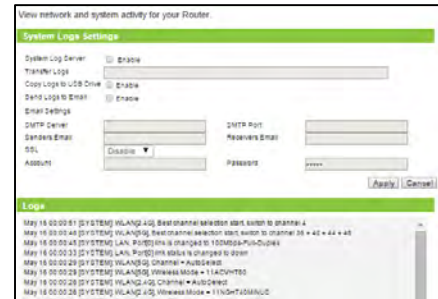 View network and system activity for your Router.
System Logs Settings
System Log Server Enable
Transfer Logs
Copy Logs to USB Drive Enable
Send Logs to Email Enable
Email Settings
SMTP Server SMTP Port
Senders Email Receivers Email
SSL Disable
Account Password •••••
Apply Cancel
Logs
May 16 00:00:51 [SYSTEM] WLAN[2.4G], Best channel selection start, switch to channel 4
May 16 00:00:48 [SYSTEM] WLAN[5G], Best channel selection start, switch to channel 36 + 40 + 44 + 48
May 16 00:00:45 [SYSTEM] LAN, Port[0] link is changed to 100Mbps-Full-Duplex
May 16 00:00:33 [SYSTEM] LAN, Port[0] link status is changed to down
May 16 00:00:29 [SYSTEM] WLAN[5G], Channel = AutoSelect
May 16 00:00:29 [SYSTEM] WLAN[5G], Wireless Mode = 11ACVHT80
May 16 00:00:26 [SYSTEM] WLAN[2.4G], Channel = AutoSelect
May 16 00:00:26 [SYSTEM] WLAN[2.4G], Wireless Mode = 11NGHT40MINUS